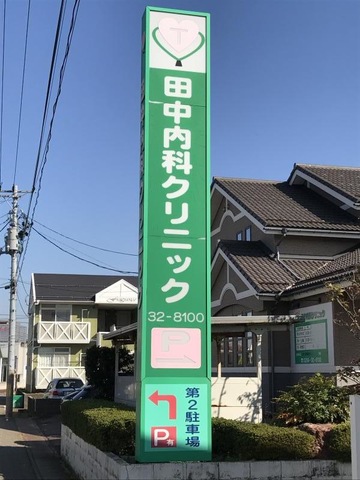 T
田中内科クリニック
32-8100
P
第2駐車場
P有